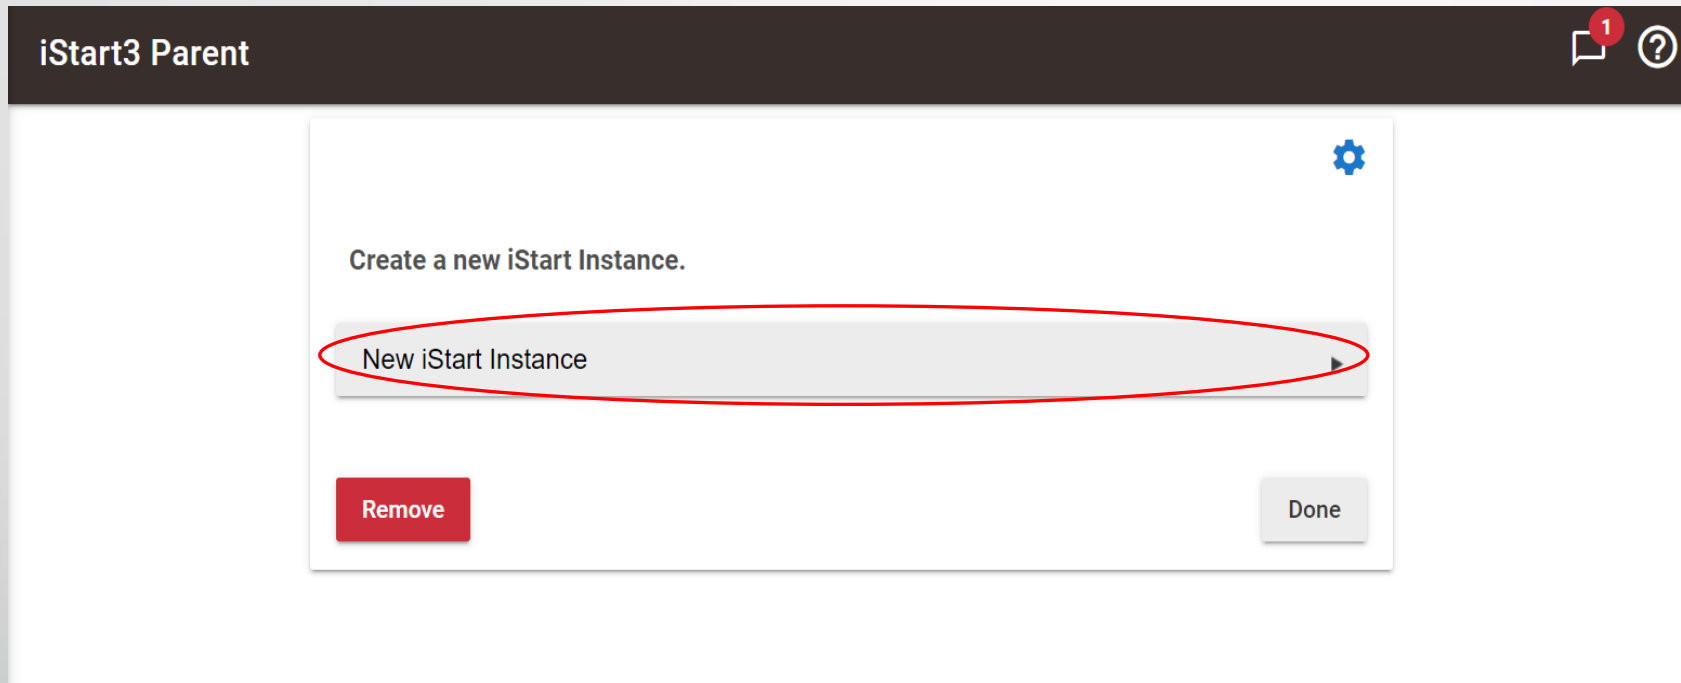 iStart3 Parent
1
Create a new iStart Instance.
New iStart Instance
Remove
Done